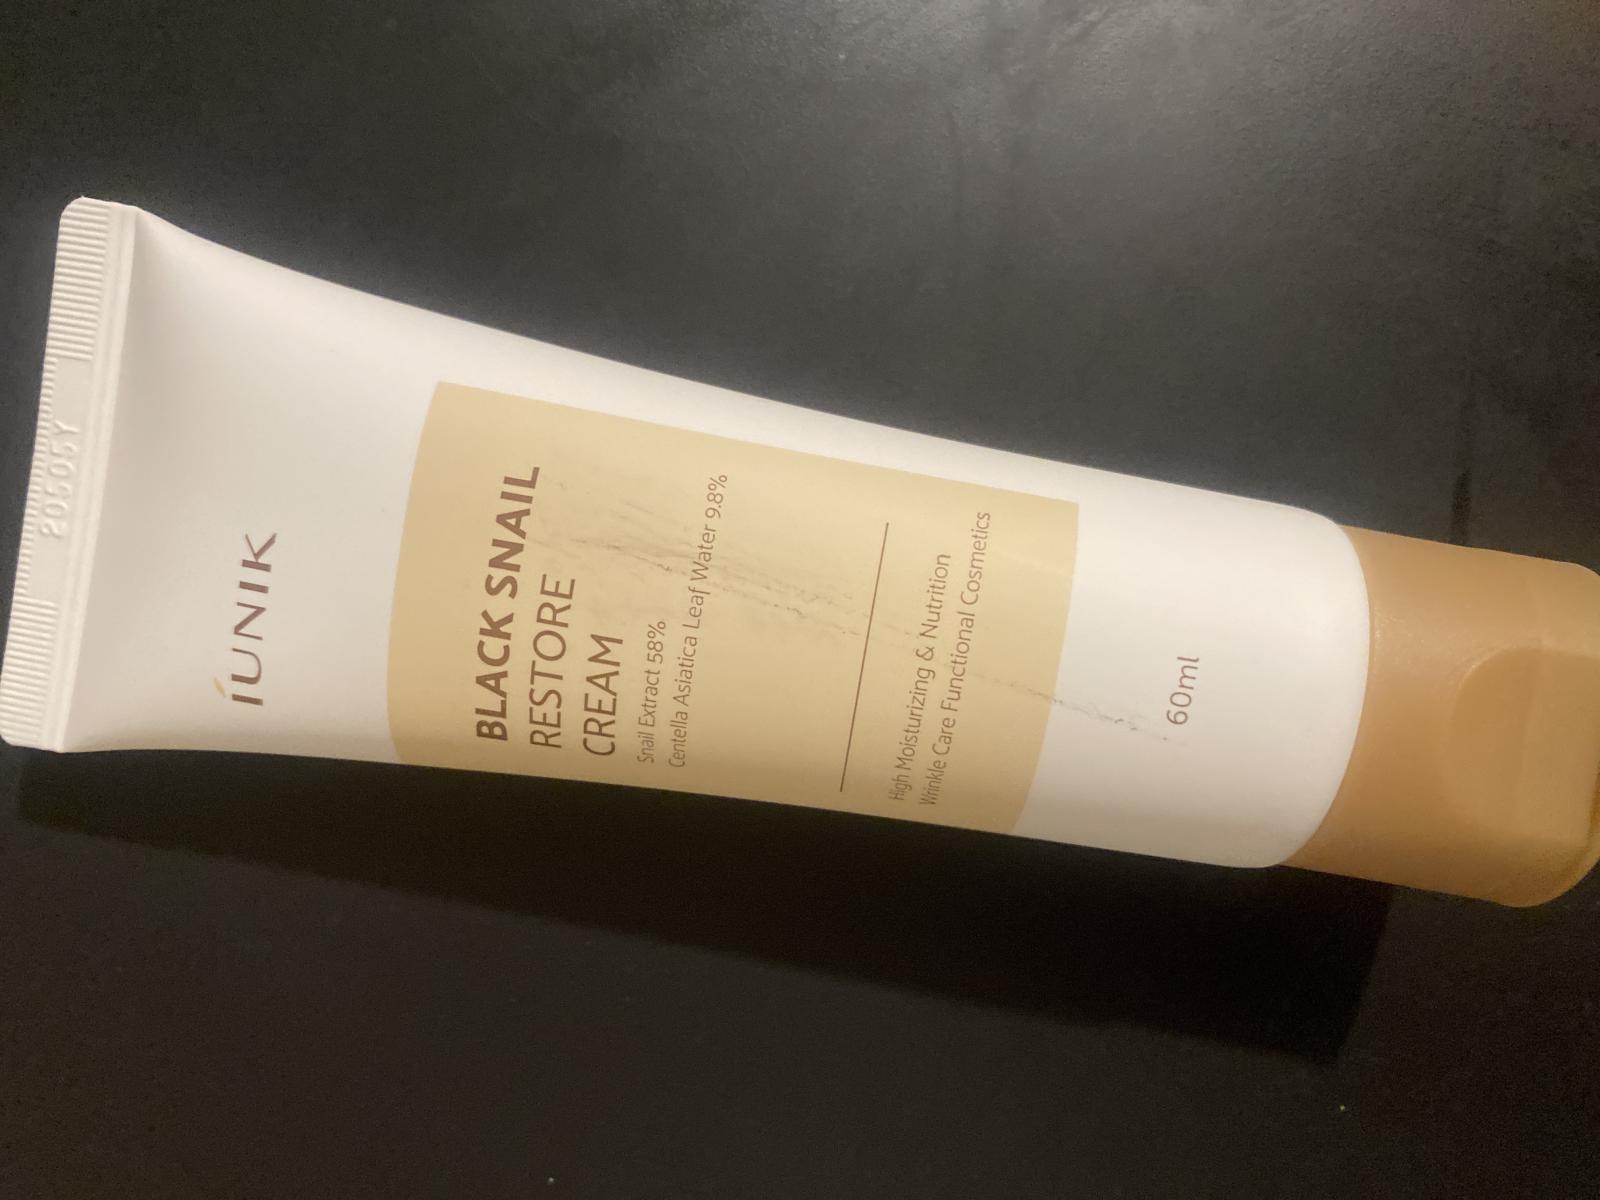 IUNIK
BLACK SNAIL
RESTORE
CREAM
Snail Extract 58%
Centella Asiatica Leaf Water 9.8%
High Moisturizing & Nutrition
Wrinkle Care Functional Cosmetics
60ml